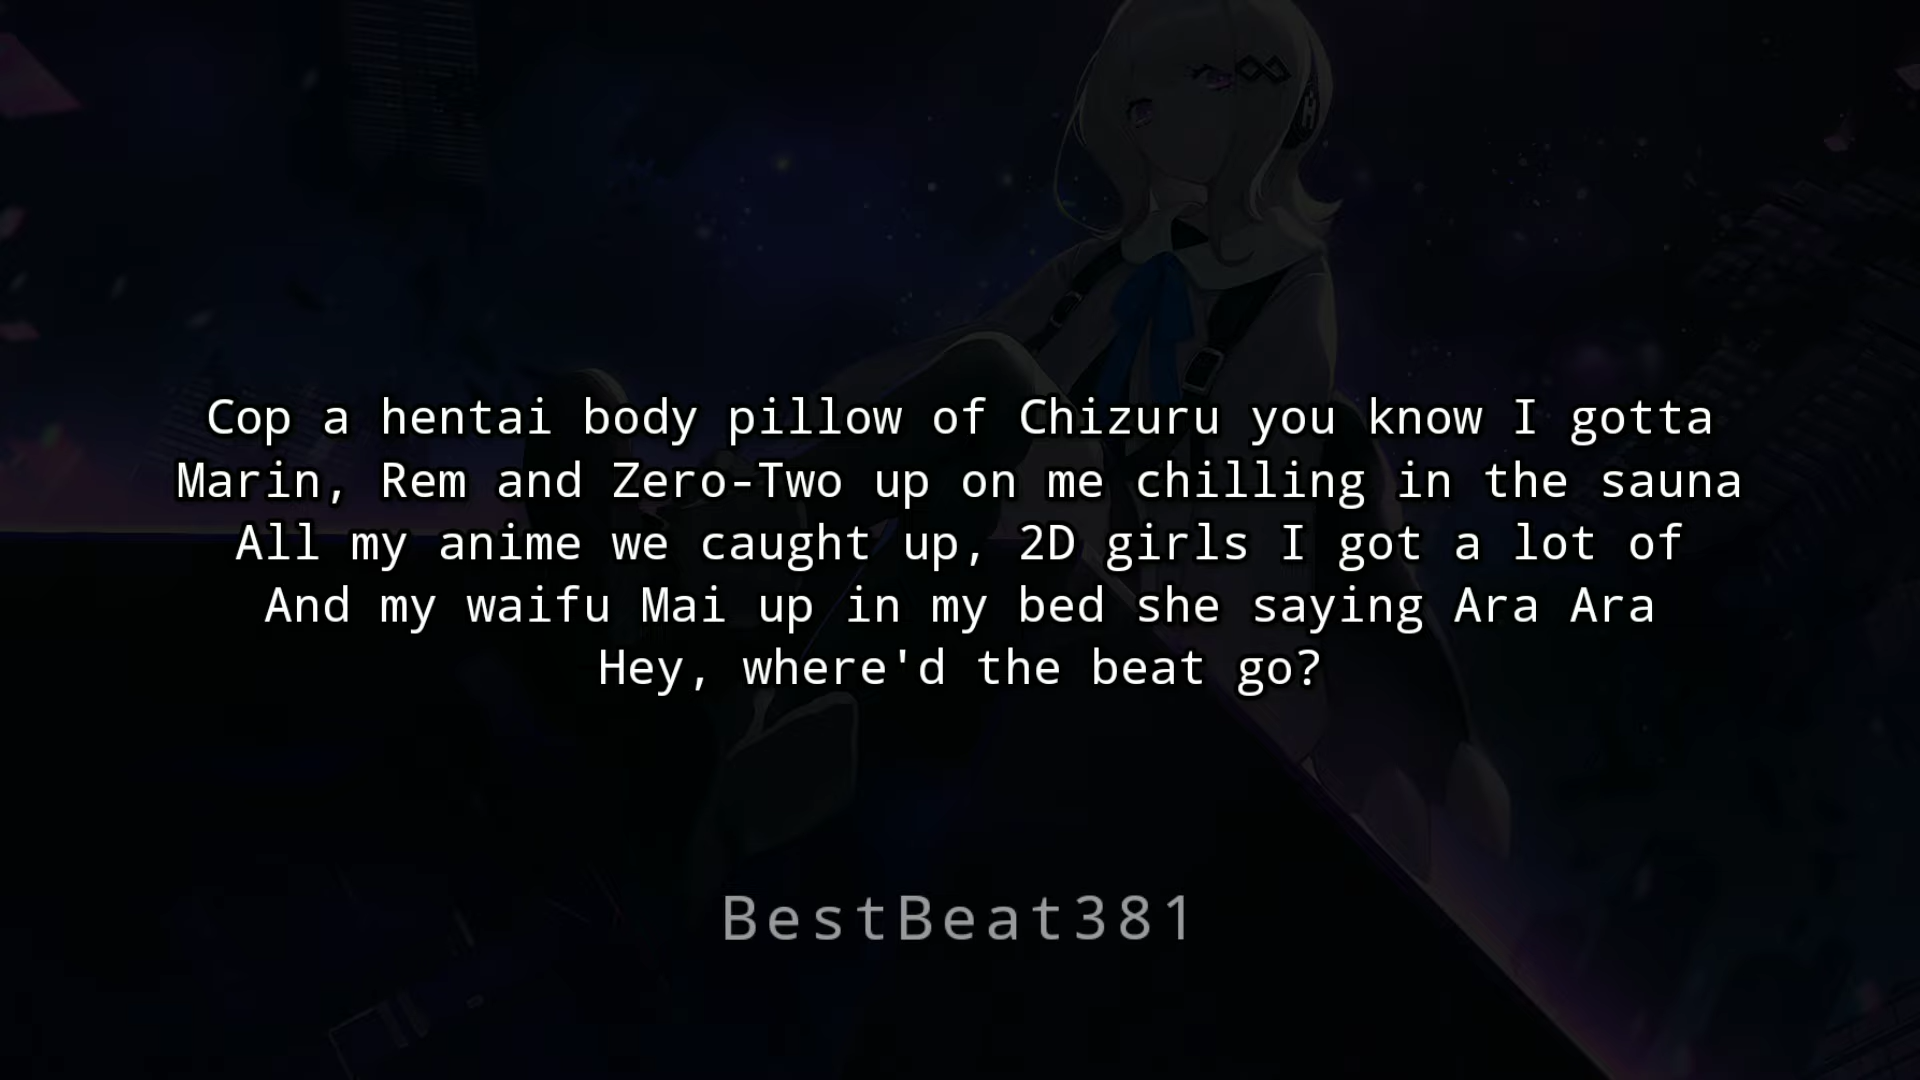 Cop a hentai body pillow of Chizuru you know I gotta
Marin, Rem and Zero-Two up on me chilling in the sauna
All my anime we caught up, 2D girls I got a lot of
And my waifu Mai up in my bed she saying Ara Ara
Hey, where'd the beat go?
BestBeat381